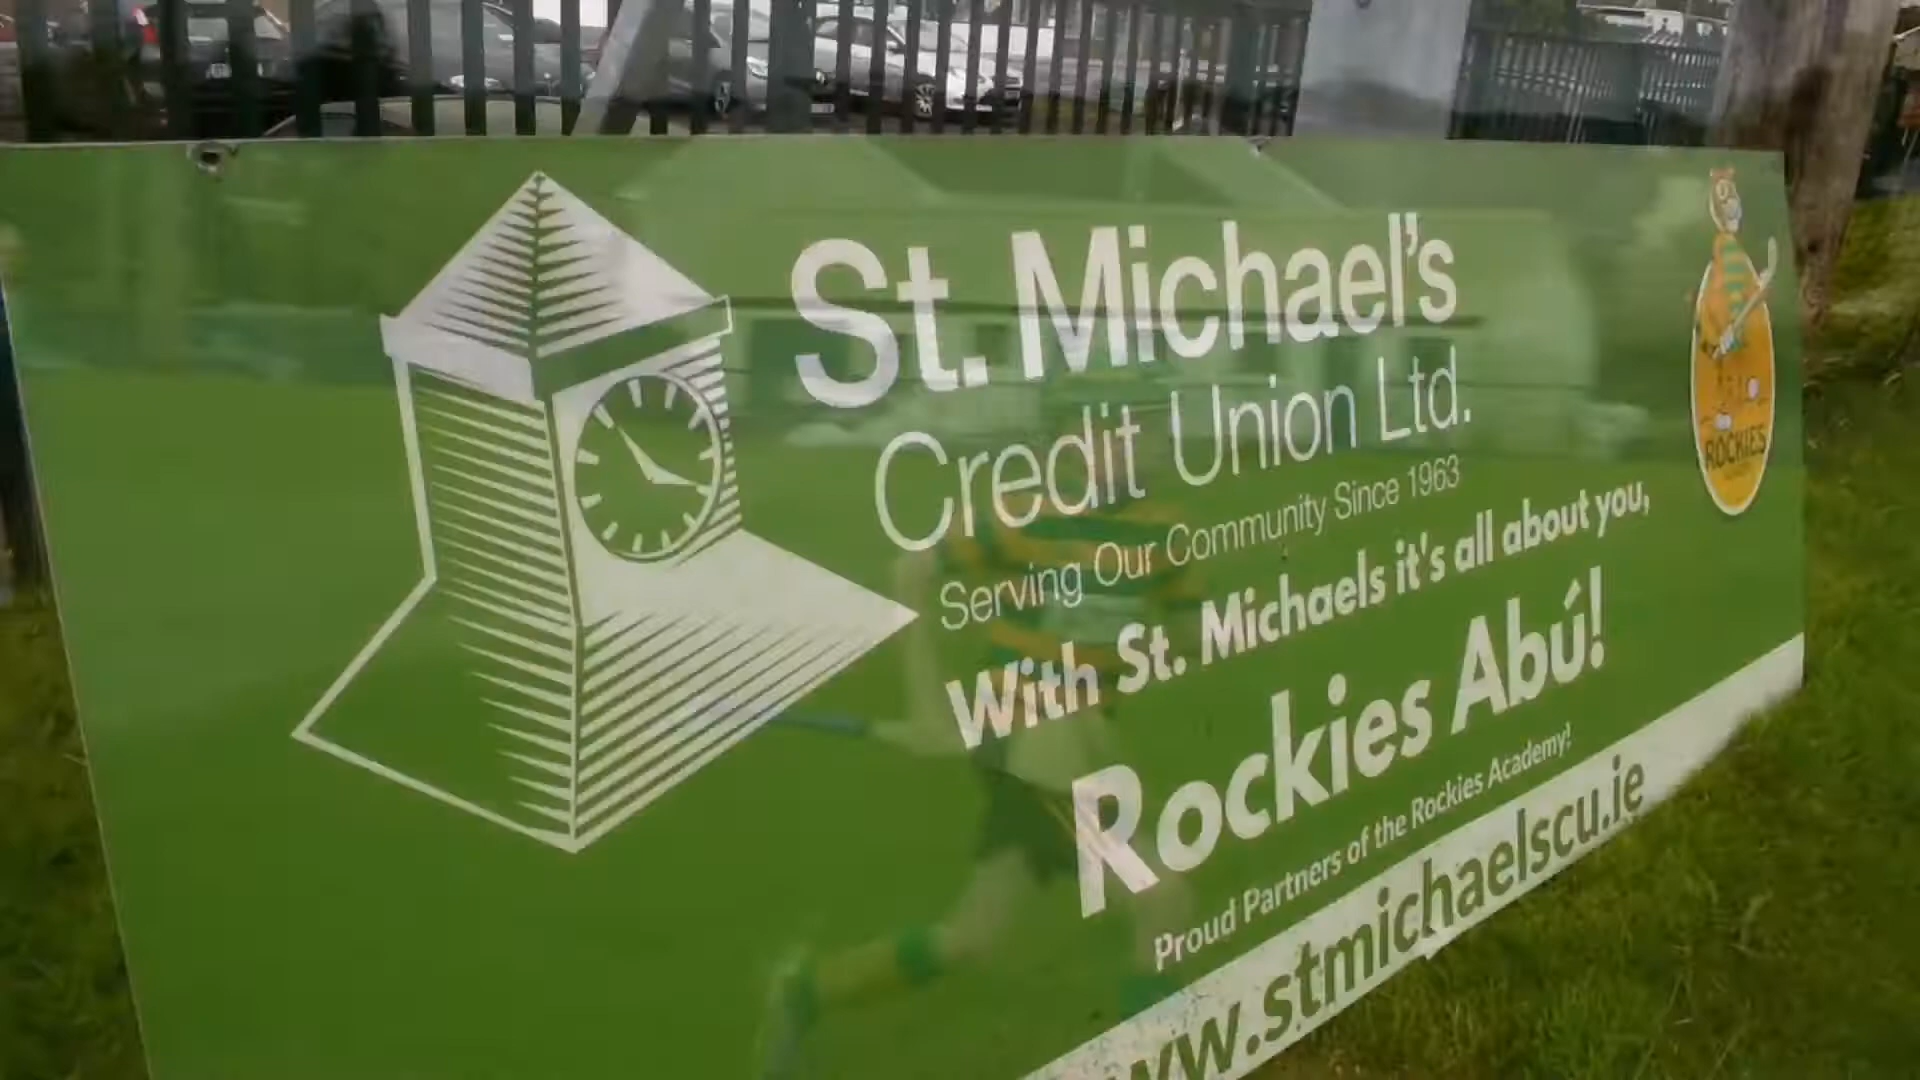 St. Michael's
Credit Union Ltd.
Serving Our Community Since 1963
With St. Michaels it's all about you,
Rockies Abú!
Proud Partners of the Rockies Academy!
www.stmichaelscu.ie
ROCKIES